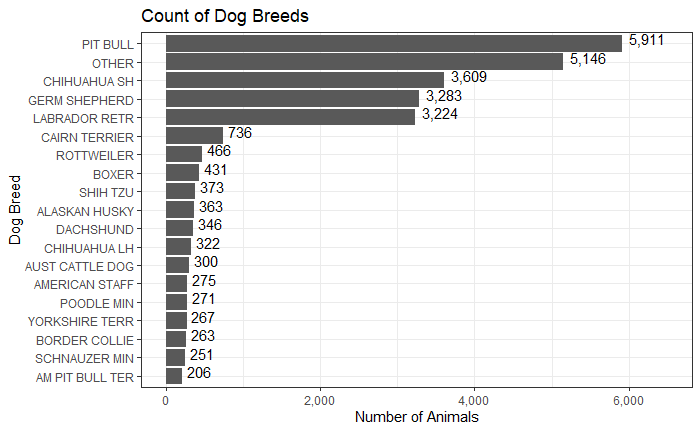 Count of Dog Breeds
Dog Breed
PIT BULL 5,911
OTHER 5,146
CHIHUAHUA SH 3,609
GERM SHEPHERD 3,283
LABRADOR RETR 3,224
CAIRN TERRIER 736
ROTTWEILER 466
BOXER 431
SHIH TZU 373
ALASKAN HUSKY 363
DACHSHUND 346
CHIHUAHUA LH 322
AUST CATTLE DOG 300
AMERICAN STAFF 275
POODLE MIN 271
YORKSHIRE TERR 267
BORDER COLLIE 263
SCHNAUZER MIN 251
AM PIT BULL TER 206
0 2,000 4,000 6,000
Number of Animals